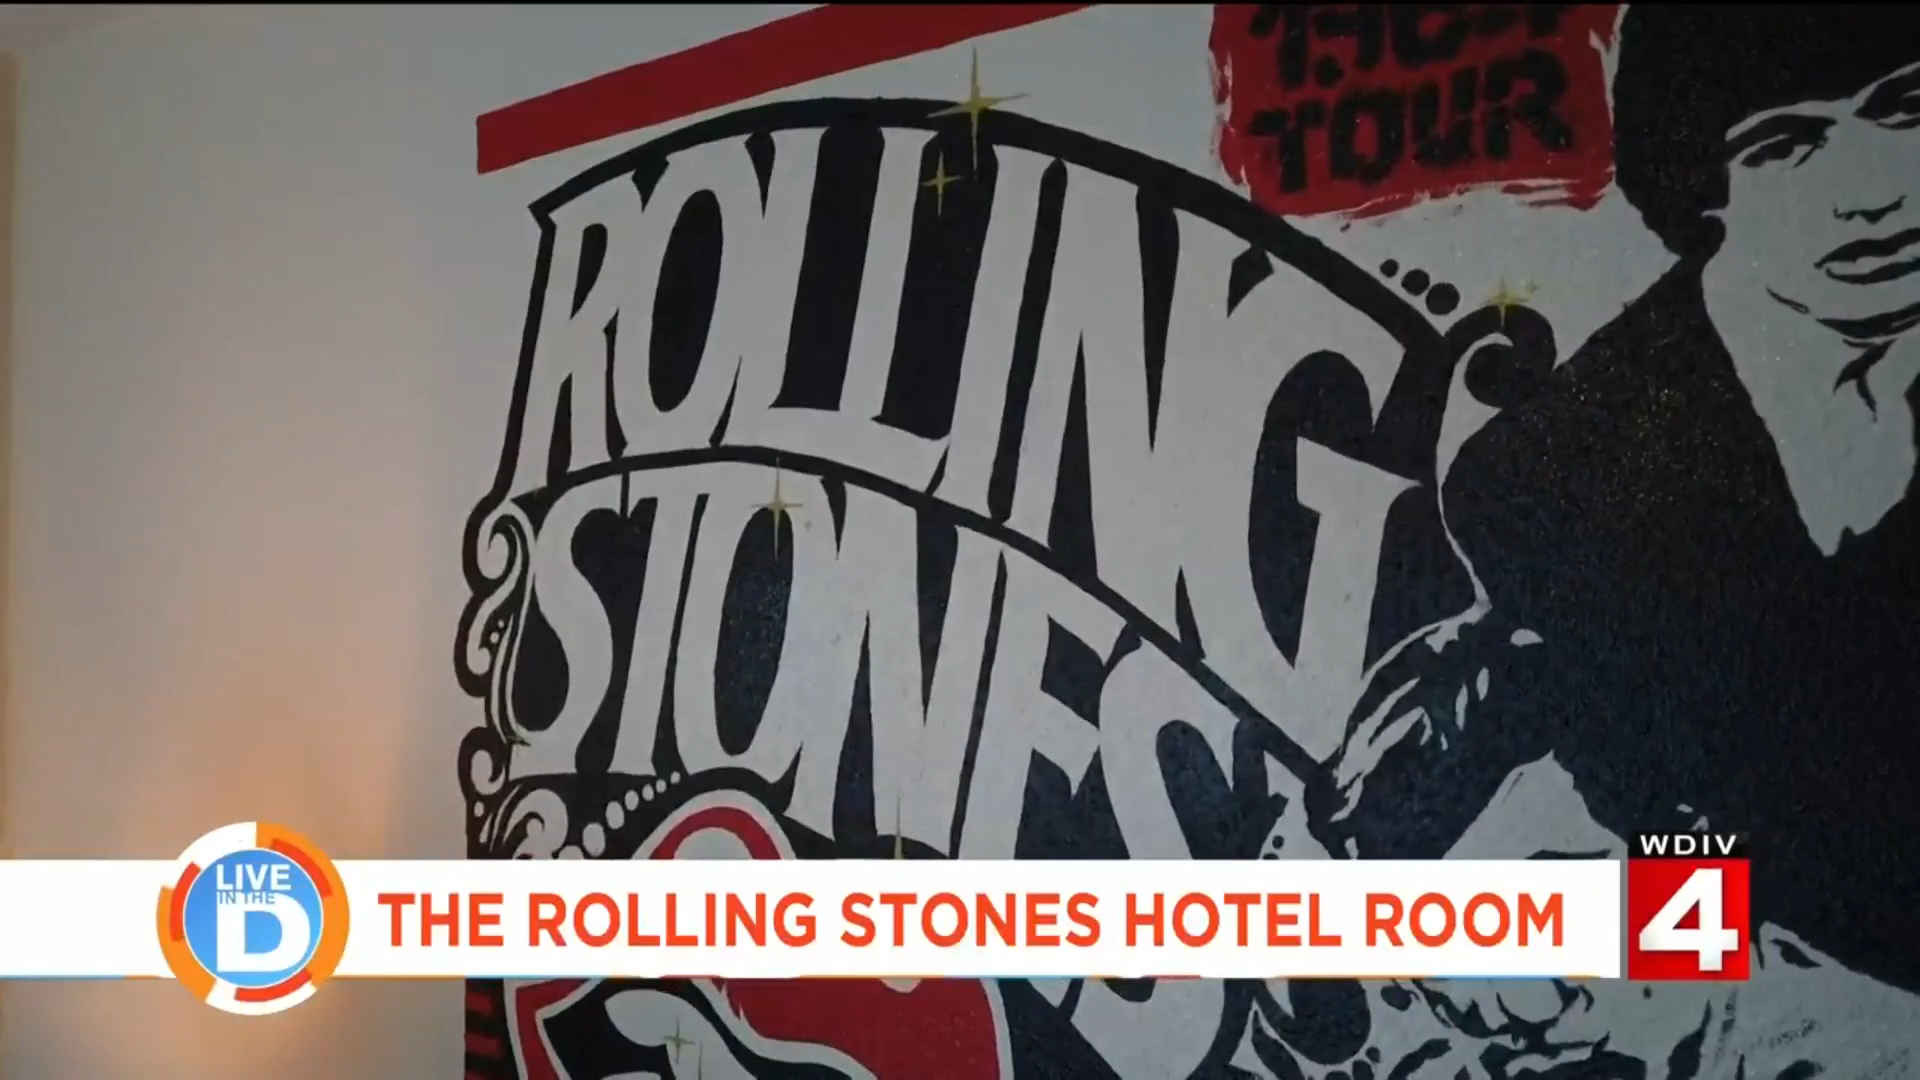 TOUR
ROLLING
STONES
LIVE
IN THE
D
THE ROLLING STONES HOTEL ROOM
WDIV
4